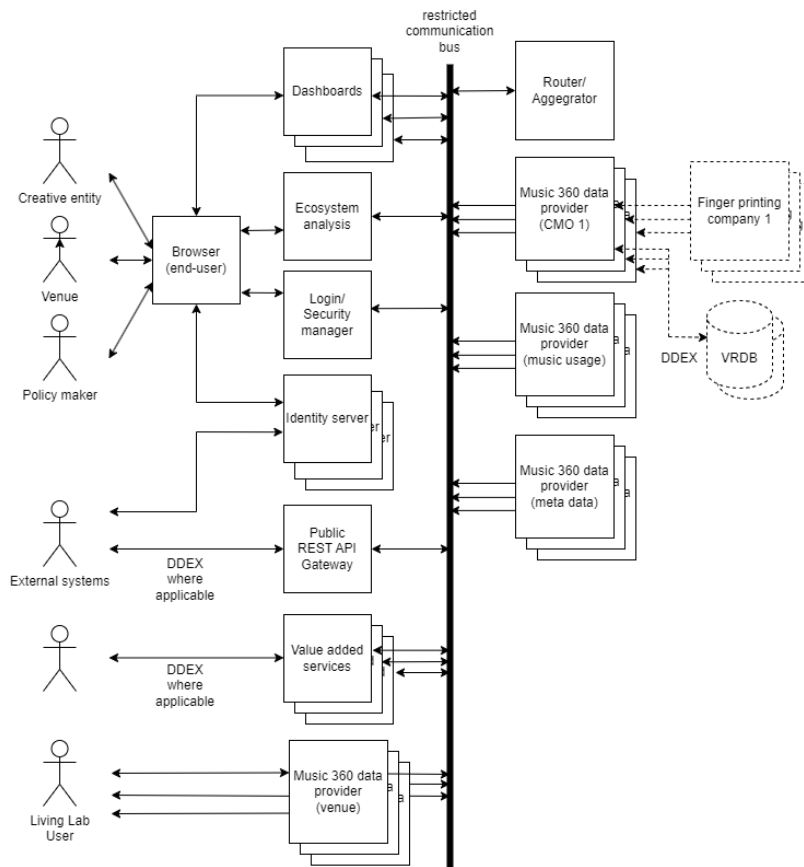 restricted
communication
bus
Dashboards
Router/
Aggegrator
Creative entity
Ecosystem
analysis
Music 360 data
provider
(CMO 1)
Finger printing
company 1
Browser
(end-user)
Venue
Login/
Security
manager
Music 360 data
provider
(music usage)
DDEX
VRDB
Policy maker
Identity server
er
er
Music 360 data
provider
(meta data)
Public
REST API
Gateway
External systems
DDEX
where
applicable
Value added
services
DDEX
where
applicable
Music 360 data
provider
(venue)
Living Lab
User